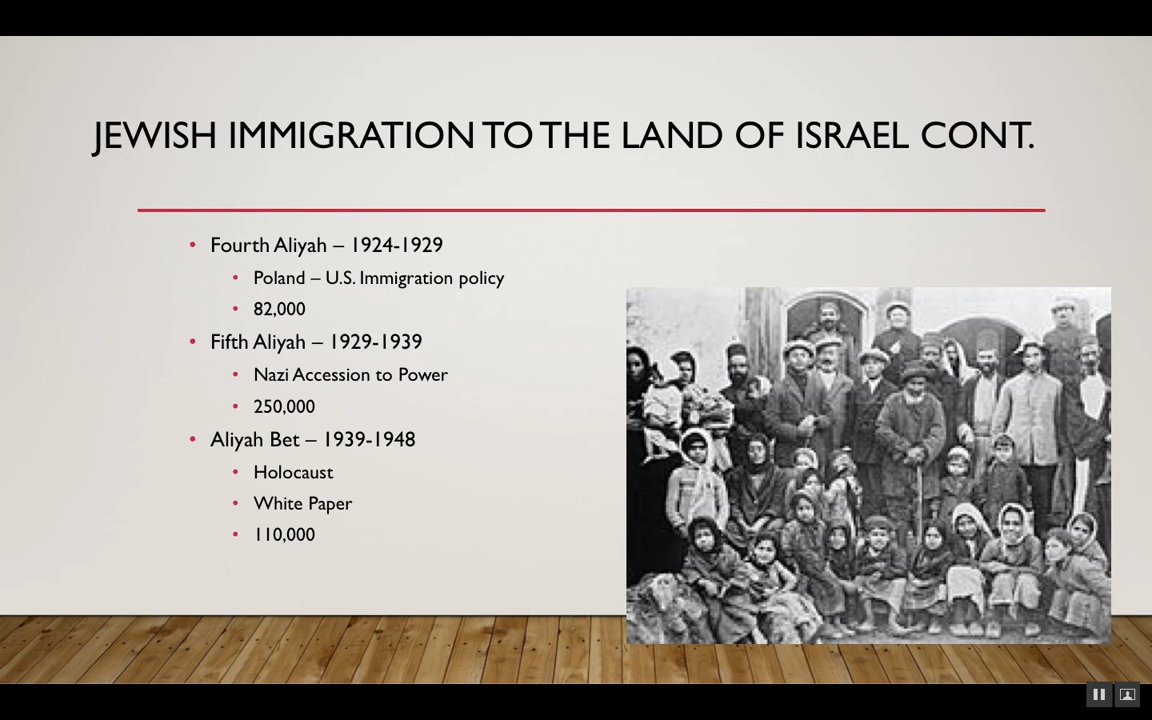 JEWISH IMMIGRATION TO THE LAND OF ISRAEL CONT.
• Fourth Aliyah – 1924-1929
• Poland – U.S. Immigration policy
• 82,000
• Fifth Aliyah – 1929-1939
• Nazi Accession to Power
• 250,000
• Aliyah Bet – 1939-1948
• Holocaust
• White Paper
• 110,000